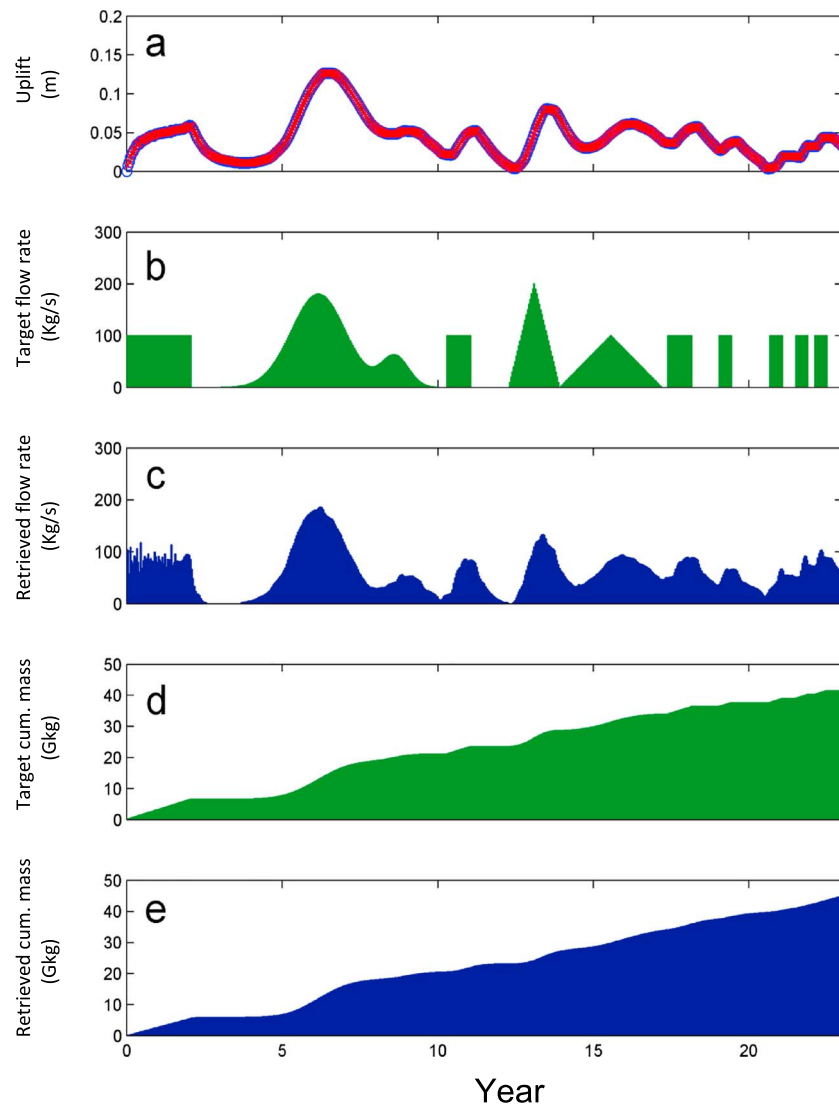 Uplift
(m)
0.2
0.15
0.1
0.05
0
a
Target flow rate
(Kg/s)
300
200
100
0
b
Retrieved flow rate
(Kg/s)
300
200
100
0
c
Target cum. mass
(Gkg)
50
40
30
20
10
0
d
Retrieved cum. mass
(Gkg)
50
40
30
20
10
0
e
0 5 10 15 20
Year